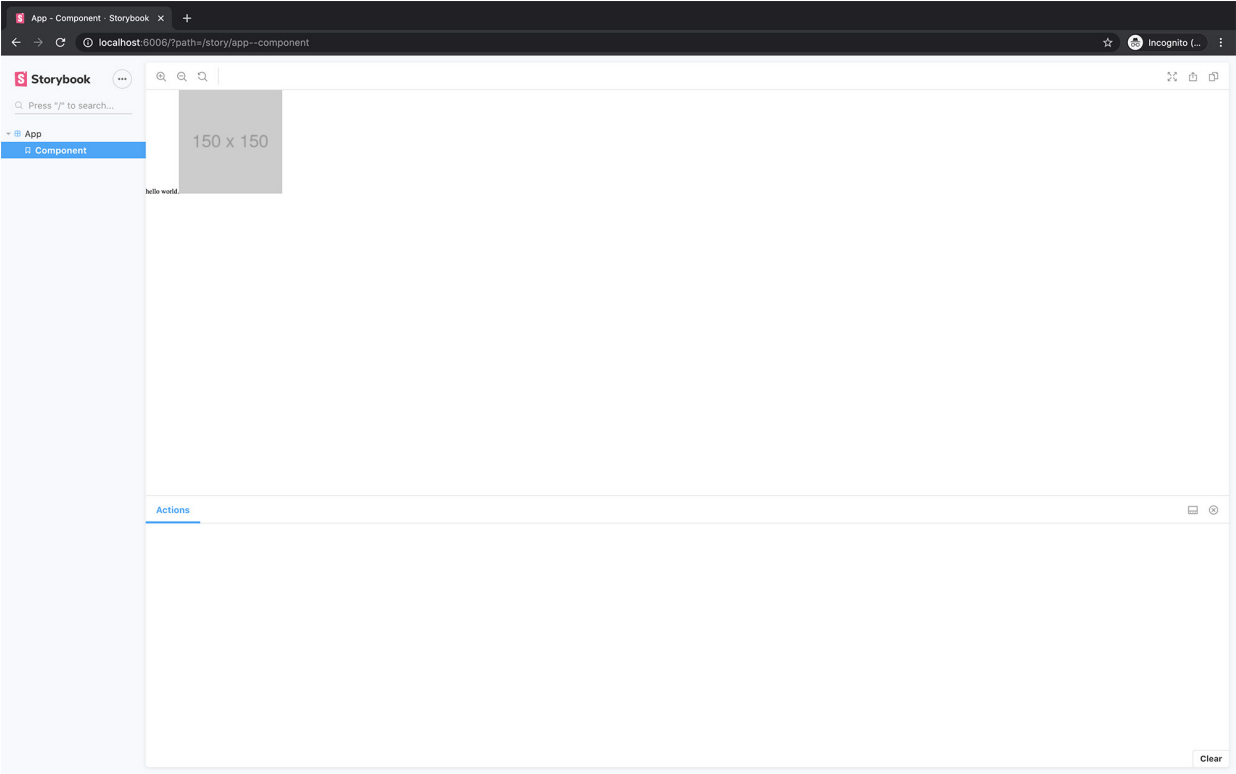 App - Component · Storybook
localhost:6006/?path=/story/app--component
Incognito (...
Storybook
Press "/" to search...
App
Component
150 x 150
hello world.
Actions
Clear